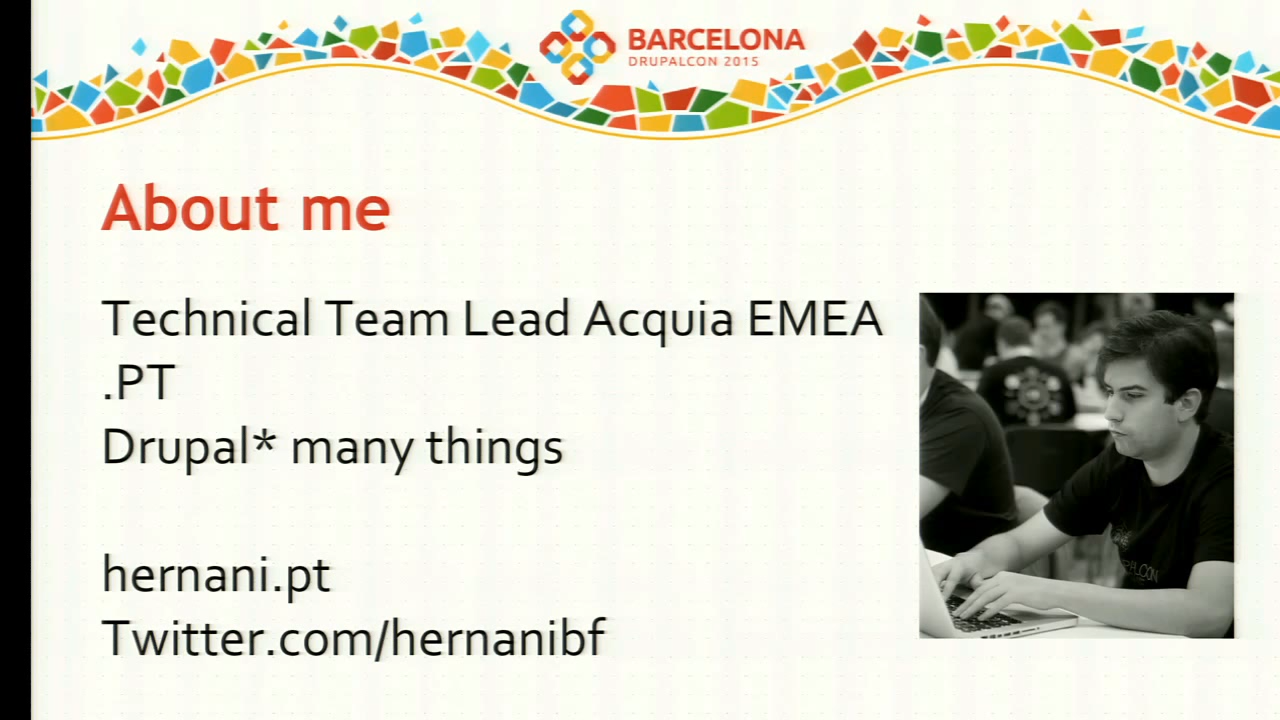 BARCELONA
DRUPALCON 2015
About me
Technical Team Lead Acquia EMEA
.PT
Drupal* many things
hernani.pt
Twitter.com/hernanibf